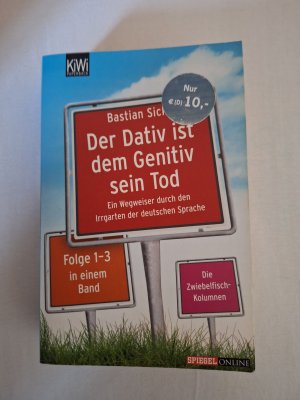 KiWi
Nur
€ (D) 10,-
Bastian
Der Dativ ist
dem Genitiv
sein Tod
Ein Wegweiser durch den
Irrgarten der deutschen Sprache
Folge 1–3
in einem
Band
Die
Zwiebelfisch-
Kolumnen
SPIEGEL ONLINE